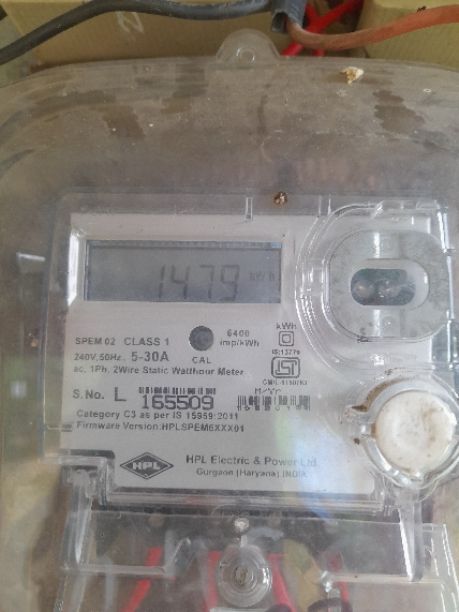 1479 kWh
SPEM 02 CLASS 1
240V, 50Hz, 5-30A
CAL
6400
imp/kWh
kWh
IS:13779
ac, 1Ph, 2Wire Static Watthour Meter
S.No. L 165509
Category C3 as per IS 15959:2011
Firmware Version:HPLSPEM6XXX01
HPL
HPL Electric & Power Ltd
Gurgaon (Haryana) INDIA